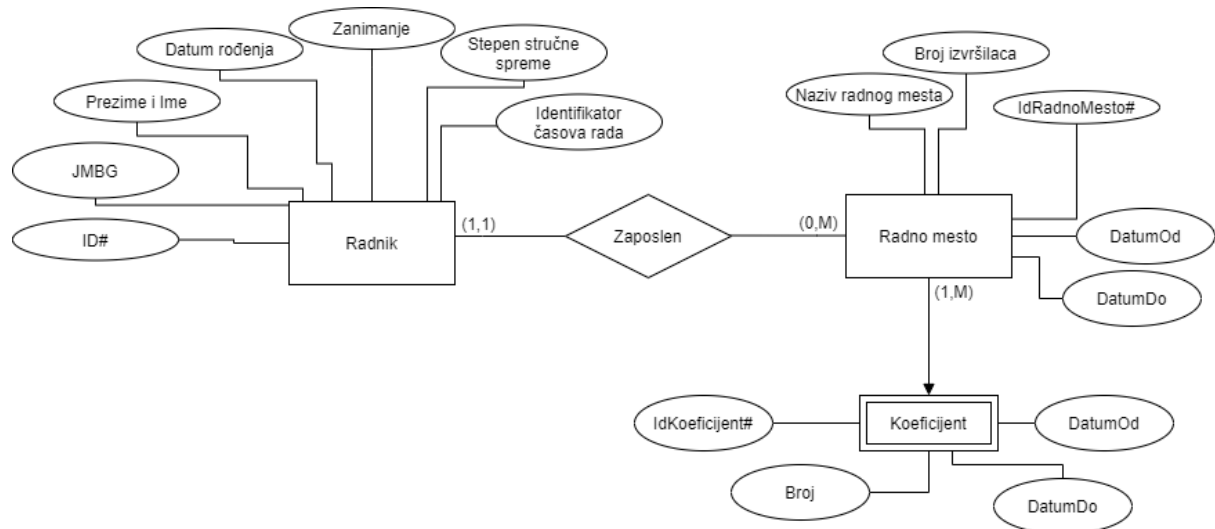 Zanimanje
Datum rođenja
Stepen stručne
spreme
Broj izvršilaca
Prezime i Ime
Naziv radnog mesta
IdRadnoMesto#
Identifikator
časova rada
JMBG
ID#
Radnik
(1,1)
Zaposlen
(0,M)
Radno mesto
DatumOd
DatumDo
(1,M)
IdKoeficijent#
Koeficijent
DatumOd
Broj
DatumDo